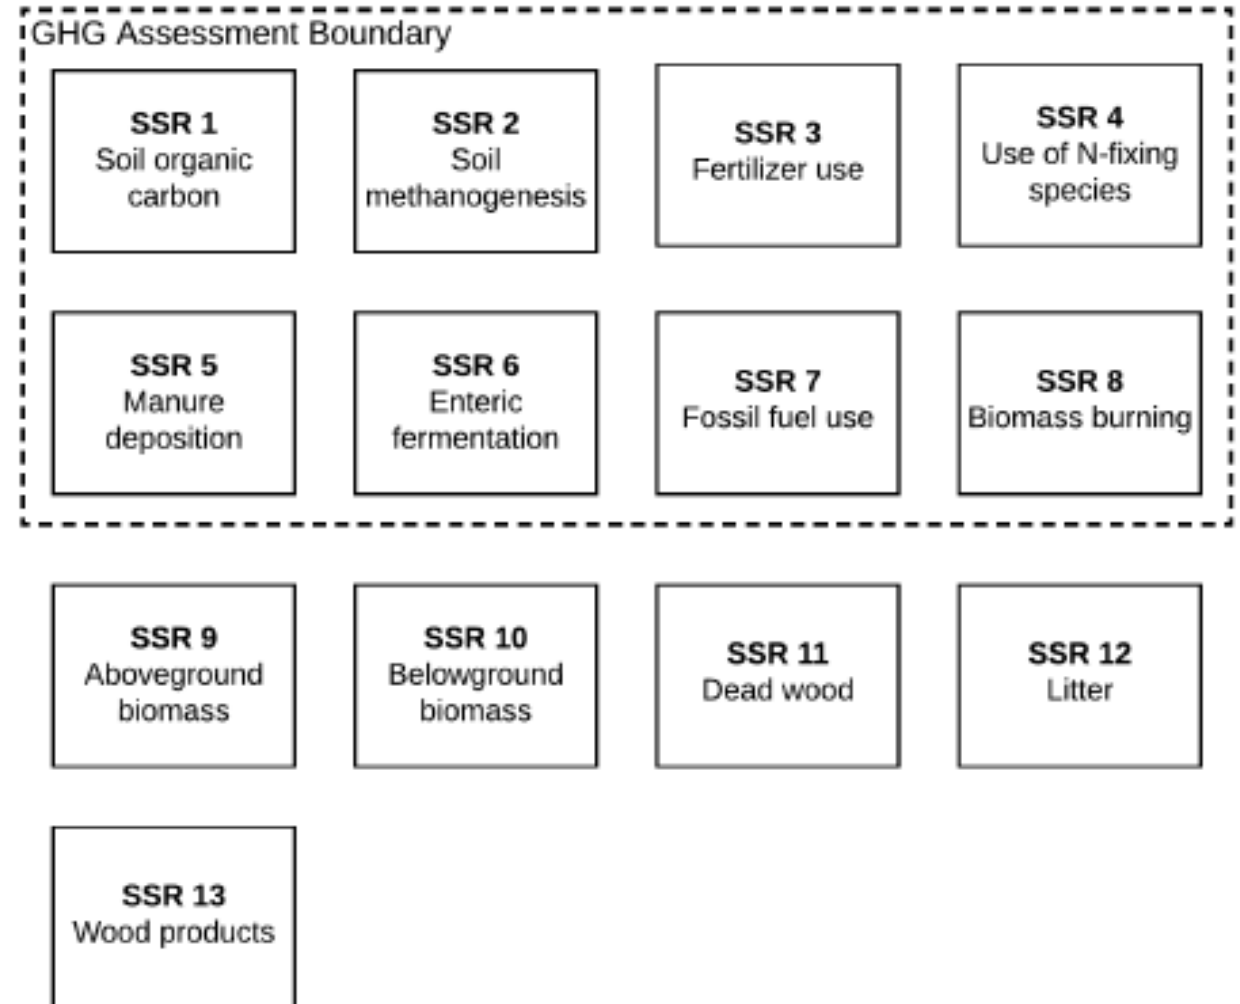 GHG Assessment Boundary
SSR 1
Soil organic
carbon
SSR 2
Soil
methanogenesis
SSR 3
Fertilizer use
SSR 4
Use of N-fixing
species
SSR 5
Manure
deposition
SSR 6
Enteric
fermentation
SSR 7
Fossil fuel use
SSR 8
Biomass burning
SSR 9
Aboveground
biomass
SSR 10
Belowground
biomass
SSR 11
Dead wood
SSR 12
Litter
SSR 13
Wood products